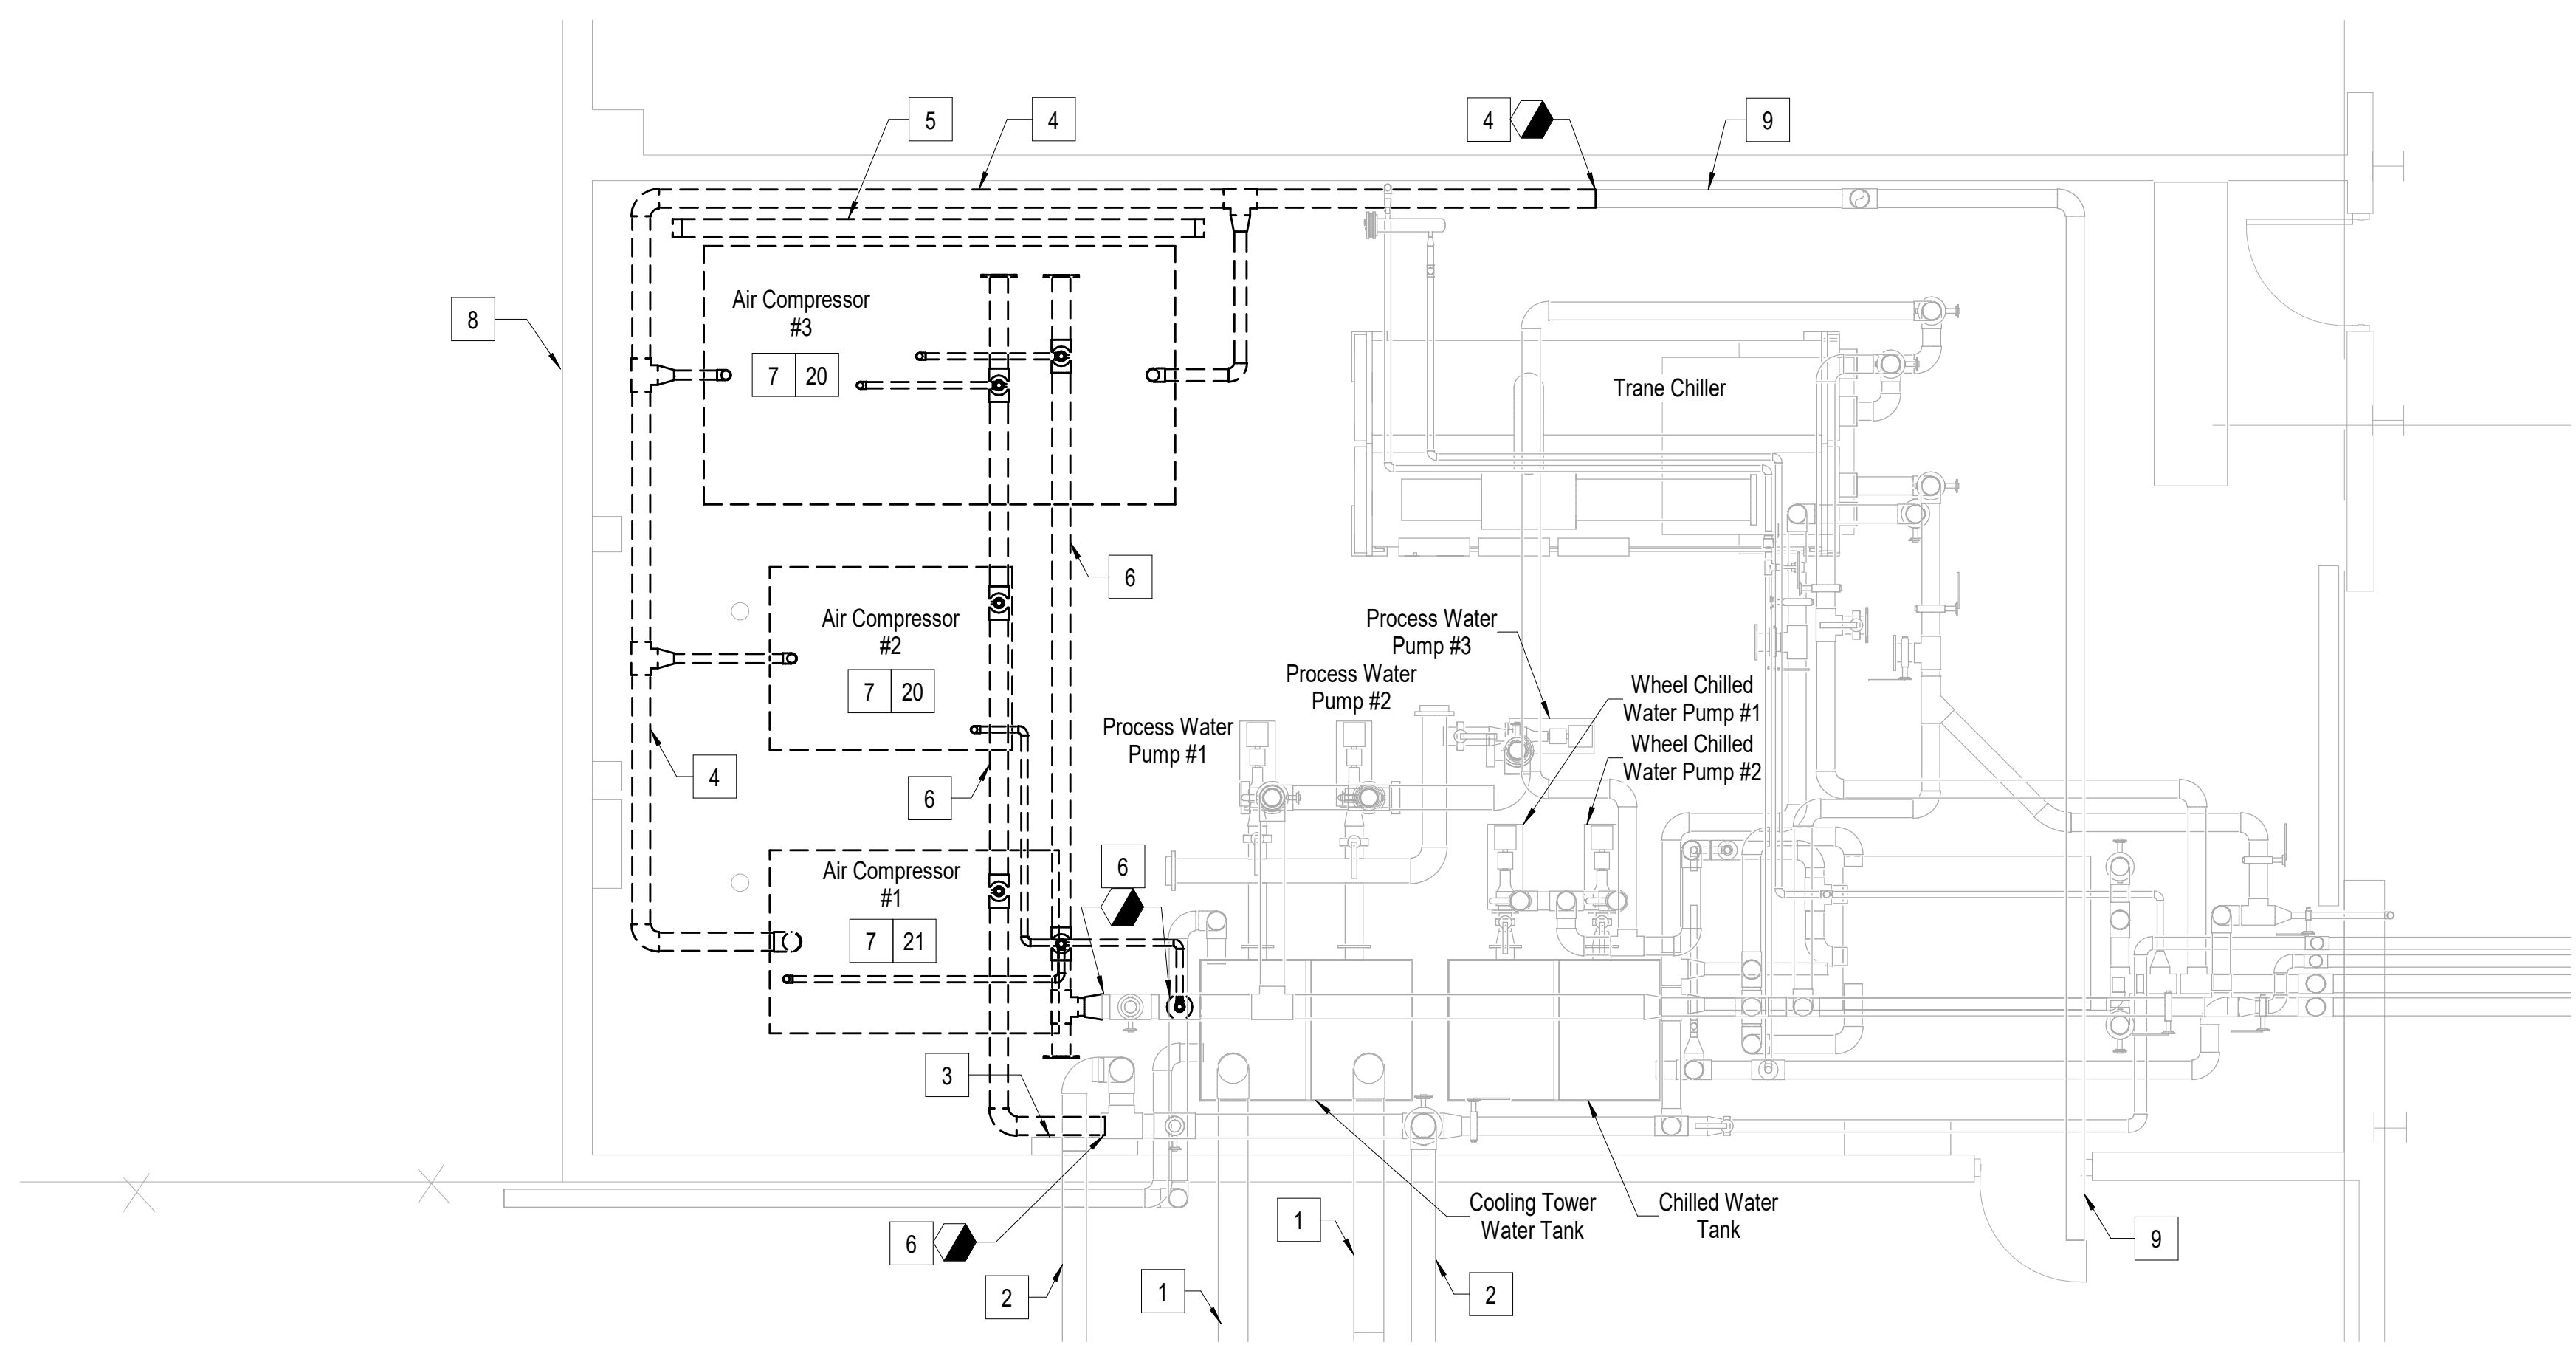 5
4
4
9
Air Compressor
#3
8
7 20
Trane Chiller
6
Air Compressor
#2
Process Water
Pump #3
Process Water
Pump #2
7 20
Wheel Chilled
Water Pump #1
Process Water
Pump #1
Wheel Chilled
Water Pump #2
4
6
Air Compressor
#1
6
7 21
3
Cooling Tower
Water Tank
Chilled Water
Tank
1
6
9
2
1
2